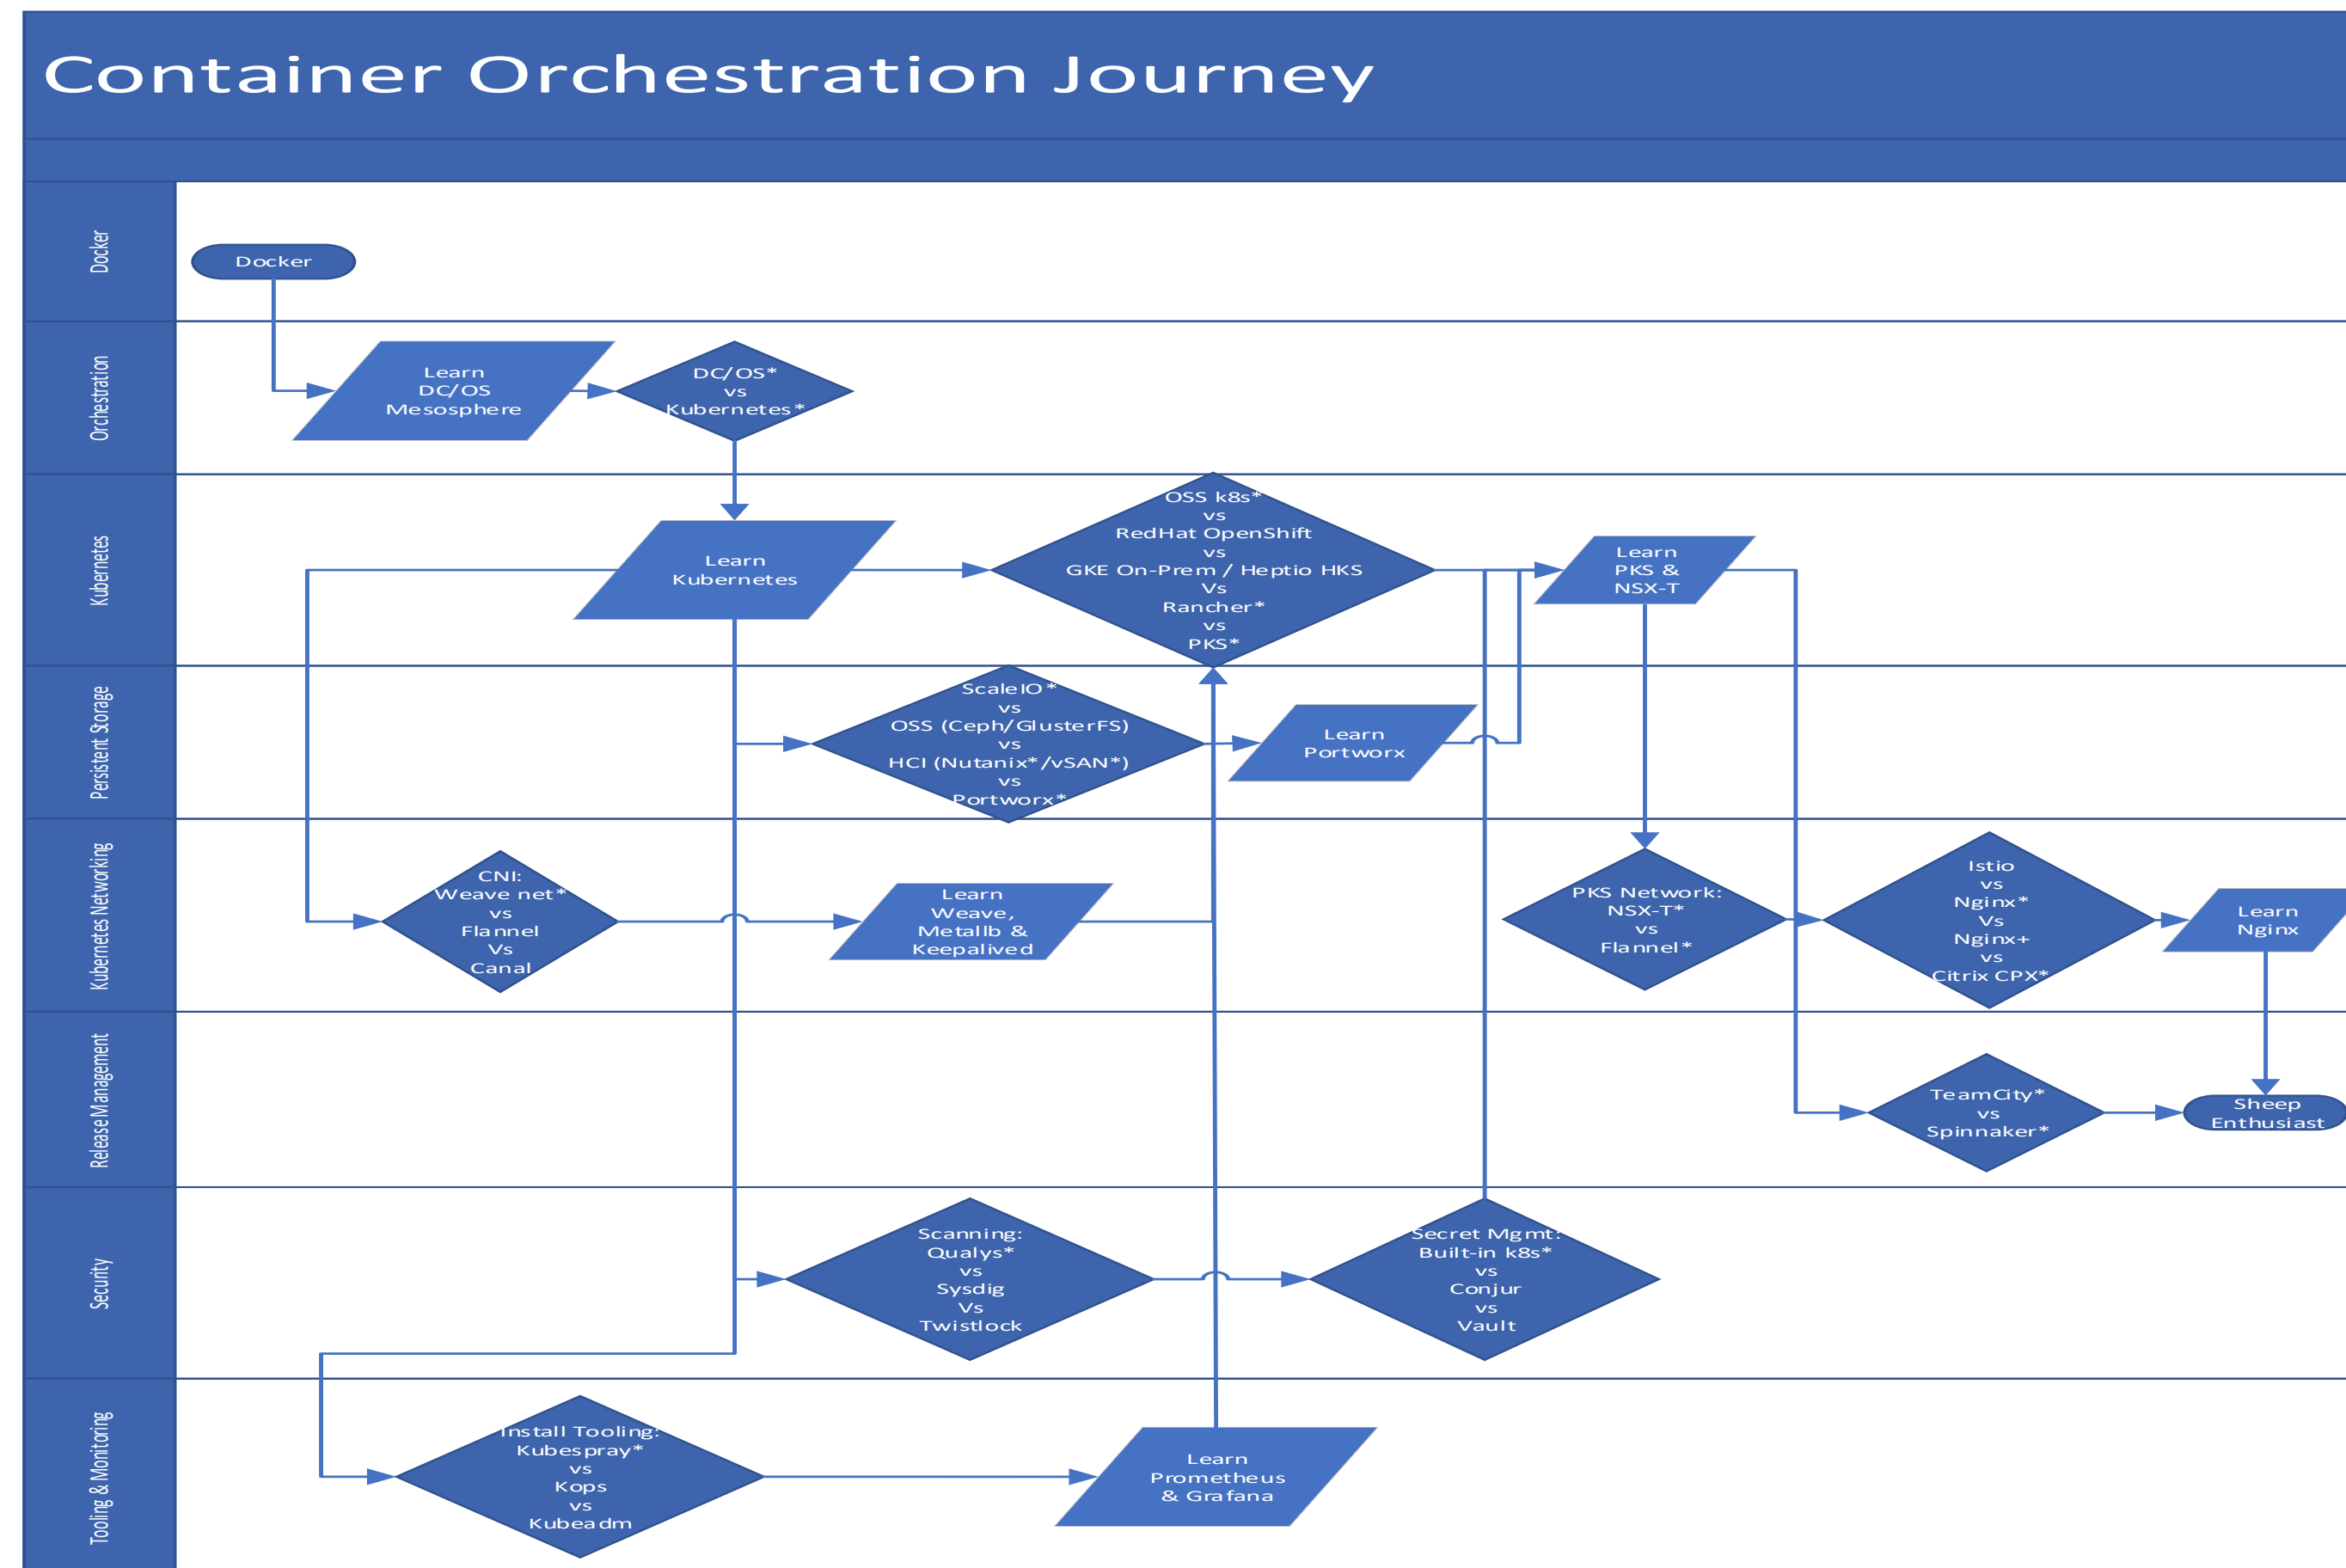 Container Orchestration Journey
Docker
Docker
Orchestration
Learn
DC/OS
Mesosphere
DC/OS*
vs
Kubernetes*
Kubernetes
Learn
Kubernetes
OSS k8s*
vs
RedHat OpenShift
vs
GKE On-Prem / Heptio HKS
Vs
Rancher*
vs
PKS*
Learn
PKS &
NSX-T
Persistent Storage
ScaleIO*
vs
OSS (Ceph/GlusterFS)
vs
HCI (Nutanix*/vSAN*)
vs
Portworx*
Learn
Portworx
Kubernetes Networking
CNI:
Weave net*
vs
Flannel
Vs
Canal
Learn
Weave,
Metallb &
Keepalived
PKS Network:
NSX-T*
vs
Flannel*
Istio
vs
Nginx*
Vs
Nginx+
vs
Citrix CPX*
Learn
Nginx
Release Management
TeamCity*
vs
Spinnaker*
Sheep
Enthusiast
Security
Scanning:
Qualys*
vs
Sysdig
Vs
Twistlock
Secret Mgmt:
Built-in k8s*
vs
Conjur
vs
Vault
Tooling & Monitoring
Install Tooling:
Kubespray*
vs
Kops
vs
Kubeadm
Learn
Prometheus
& Grafana